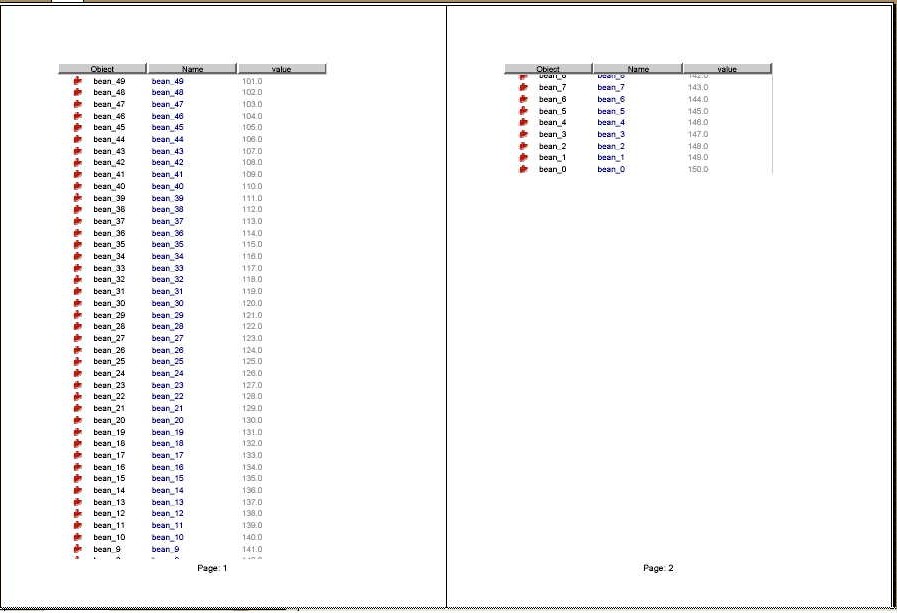 Object Name value
bean_49 bean_49 101.0
bean_48 bean_48 102.0
bean_47 bean_47 103.0
bean_46 bean_46 104.0
bean_45 bean_45 105.0
bean_44 bean_44 106.0
bean_43 bean_43 107.0
bean_42 bean_42 108.0
bean_41 bean_41 109.0
bean_40 bean_40 110.0
bean_39 bean_39 111.0
bean_38 bean_38 112.0
bean_37 bean_37 113.0
bean_36 bean_36 114.0
bean_35 bean_35 115.0
bean_34 bean_34 116.0
bean_33 bean_33 117.0
bean_32 bean_32 118.0
bean_31 bean_31 119.0
bean_30 bean_30 120.0
bean_29 bean_29 121.0
bean_28 bean_28 122.0
bean_27 bean_27 123.0
bean_26 bean_26 124.0
bean_25 bean_25 125.0
bean_24 bean_24 126.0
bean_23 bean_23 127.0
bean_22 bean_22 128.0
bean_21 bean_21 129.0
bean_20 bean_20 130.0
bean_19 bean_19 131.0
bean_18 bean_18 132.0
bean_17 bean_17 133.0
bean_16 bean_16 134.0
bean_15 bean_15 135.0
bean_14 bean_14 136.0
bean_13 bean_13 137.0
bean_12 bean_12 138.0
bean_11 bean_11 139.0
bean_10 bean_10 140.0
bean_9 bean_9 141.0
Page: 1
Object Name value
bean_8 bean_8 142.0
bean_7 bean_7 143.0
bean_6 bean_6 144.0
bean_5 bean_5 145.0
bean_4 bean_4 146.0
bean_3 bean_3 147.0
bean_2 bean_2 148.0
bean_1 bean_1 149.0
bean_0 bean_0 150.0
Page: 2